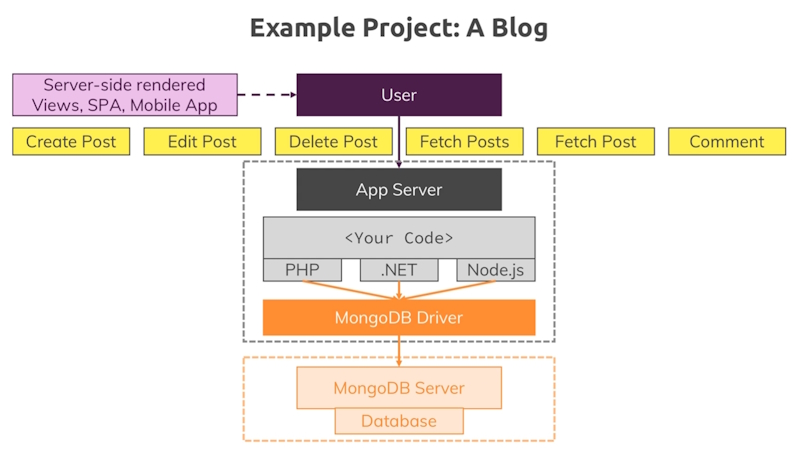 Example Project: A Blog
Server-side rendered
Views, SPA, Mobile App
User
Create Post
Edit Post
Delete Post
Fetch Posts
Fetch Post
Comment
App Server
<Your Code>
PHP
.NET
Node.js
MongoDB Driver
MongoDB Server
Database